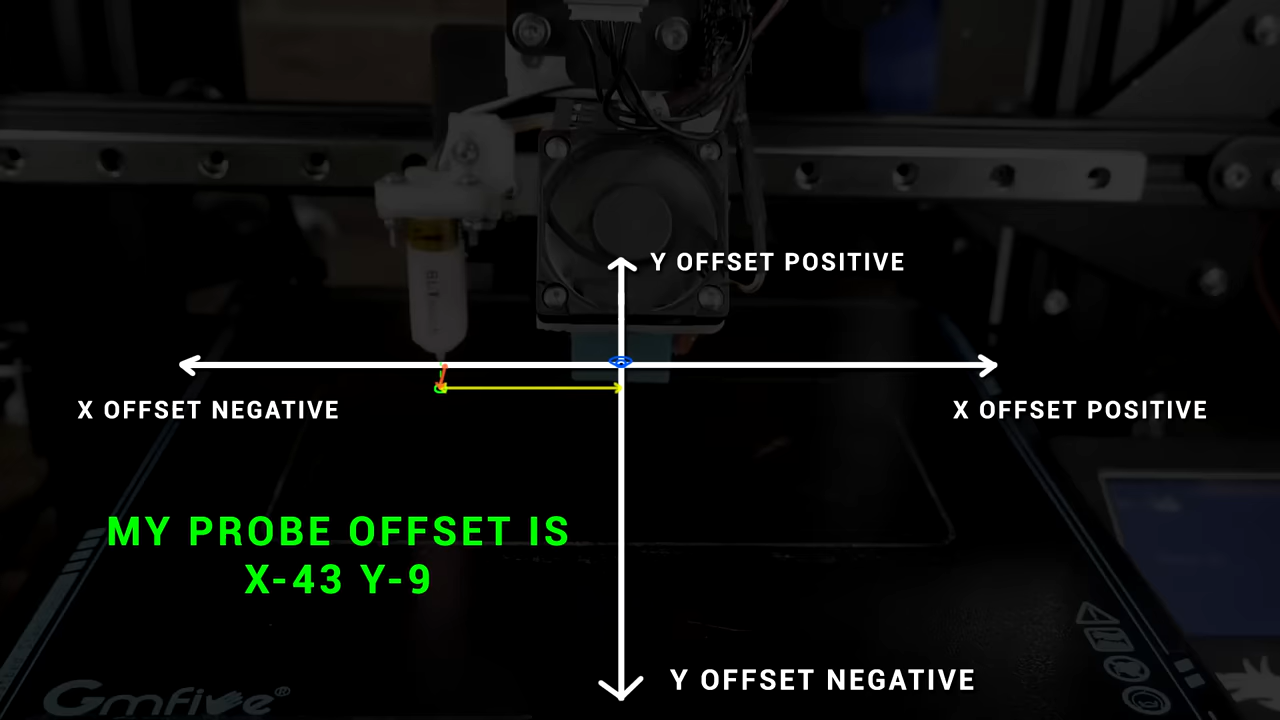 Y OFFSET POSITIVE
X OFFSET NEGATIVE
X OFFSET POSITIVE
MY PROBE OFFSET IS
X-43 Y-9
Y OFFSET NEGATIVE
Gmfive®